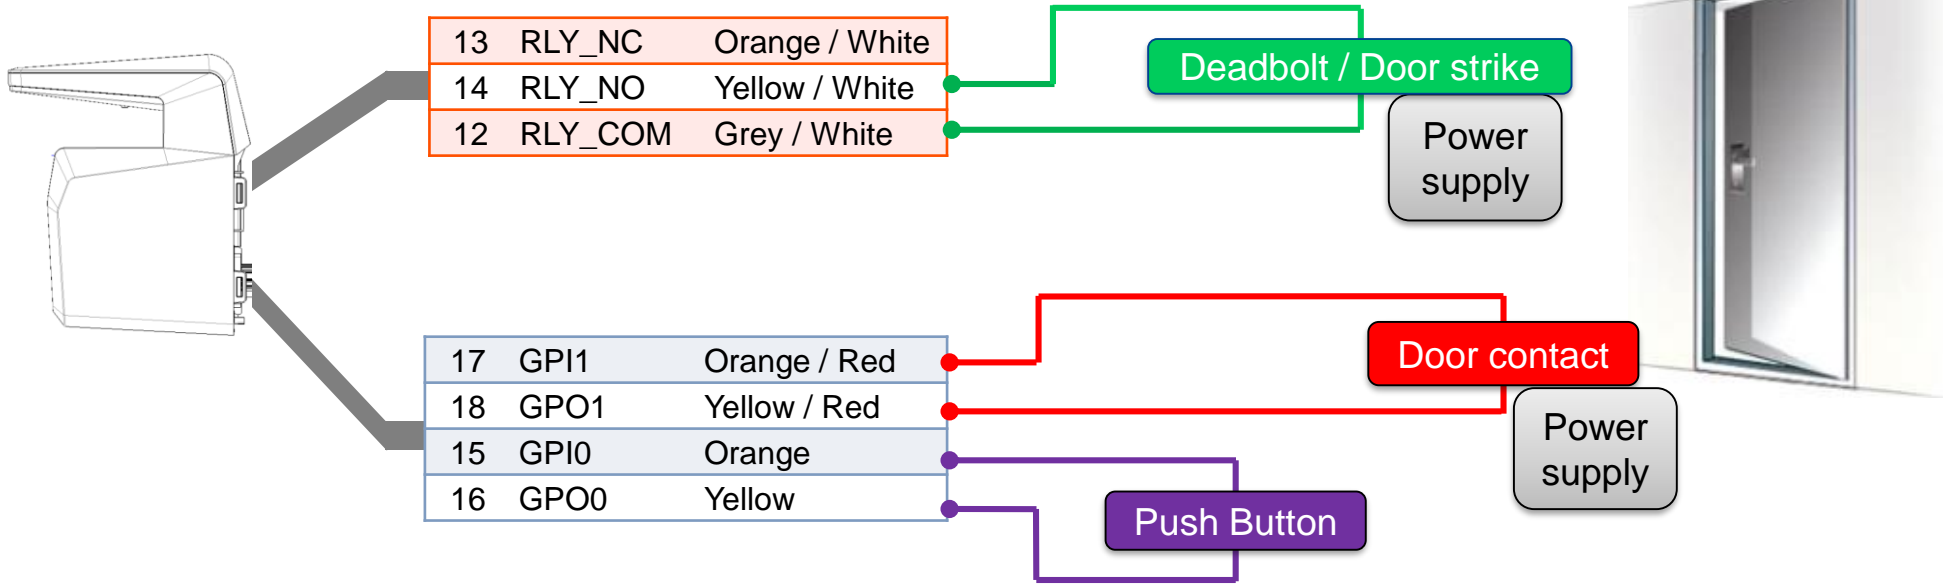 13 RLY_NC Orange / White
14 RLY_NO Yellow / White
12 RLY_COM Grey / White
Deadbolt / Door strike
Power
supply
17 GPI1 Orange / Red
18 GPO1 Yellow / Red
15 GPI0 Orange
16 GPO0 Yellow
Door contact
Power
supply
Push Button